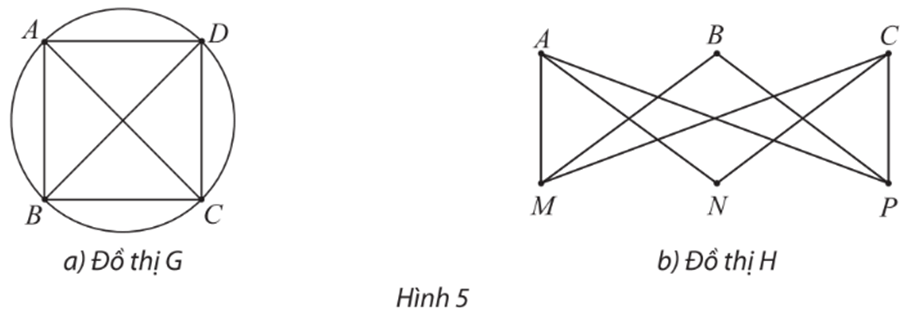 A D
B C
a) Đồ thị G
A B C
M N P
b) Đồ thị H
Hình 5